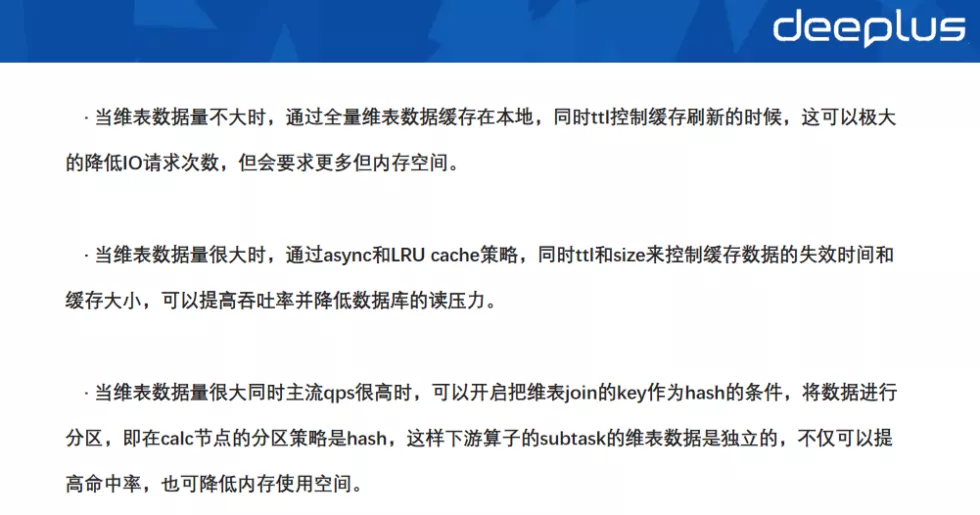 deeplus
· 当维表数据量不大时，通过全量维表数据缓存在本地，同时ttl控制缓存刷新的时候，这可以极大
的降低IO请求次数，但会要求更多但内存空间。
· 当维表数据量很大时，通过async和LRU cache策略，同时ttl和size来控制缓存数据的失效时间和
缓存大小，可以提高吞吐率并降低数据库的读压力。
· 当维表数据量很大同时主流qps很高时，可以开启把维表join的key作为hash的条件，将数据进行
分区，即在calc节点的分区策略是hash，这样下游算子的subtask的维表数据是独立的，不仅可以提
高命中率，也可降低内存使用空间。